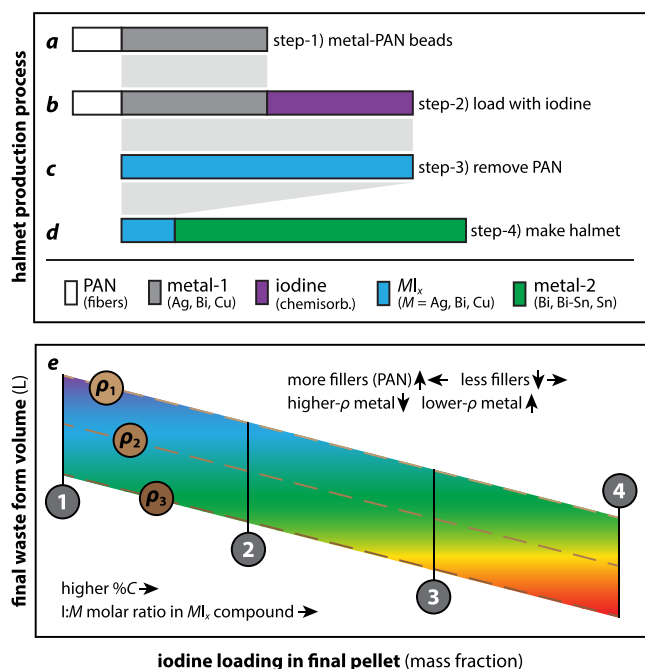 halmet production process
a step-1) metal-PAN beads
b step-2) load with iodine
c step-3) remove PAN
d step-4) make halmet
PAN metal-1 iodine MIx metal-2
(fibers) (Ag, Bi, Cu) (chemisorb.) (M = Ag, Bi, Cu) (Bi, Bi-Sn, Sn)
final waste form volume (L)
e
ρ1
ρ2
ρ3
more fillers (PAN)↑← less fillers↓→
higher-ρ metal↓ lower-ρ metal↑
1
2
3
4
higher %C→
I:M molar ratio in MIx compound→
iodine loading in final pellet (mass fraction)